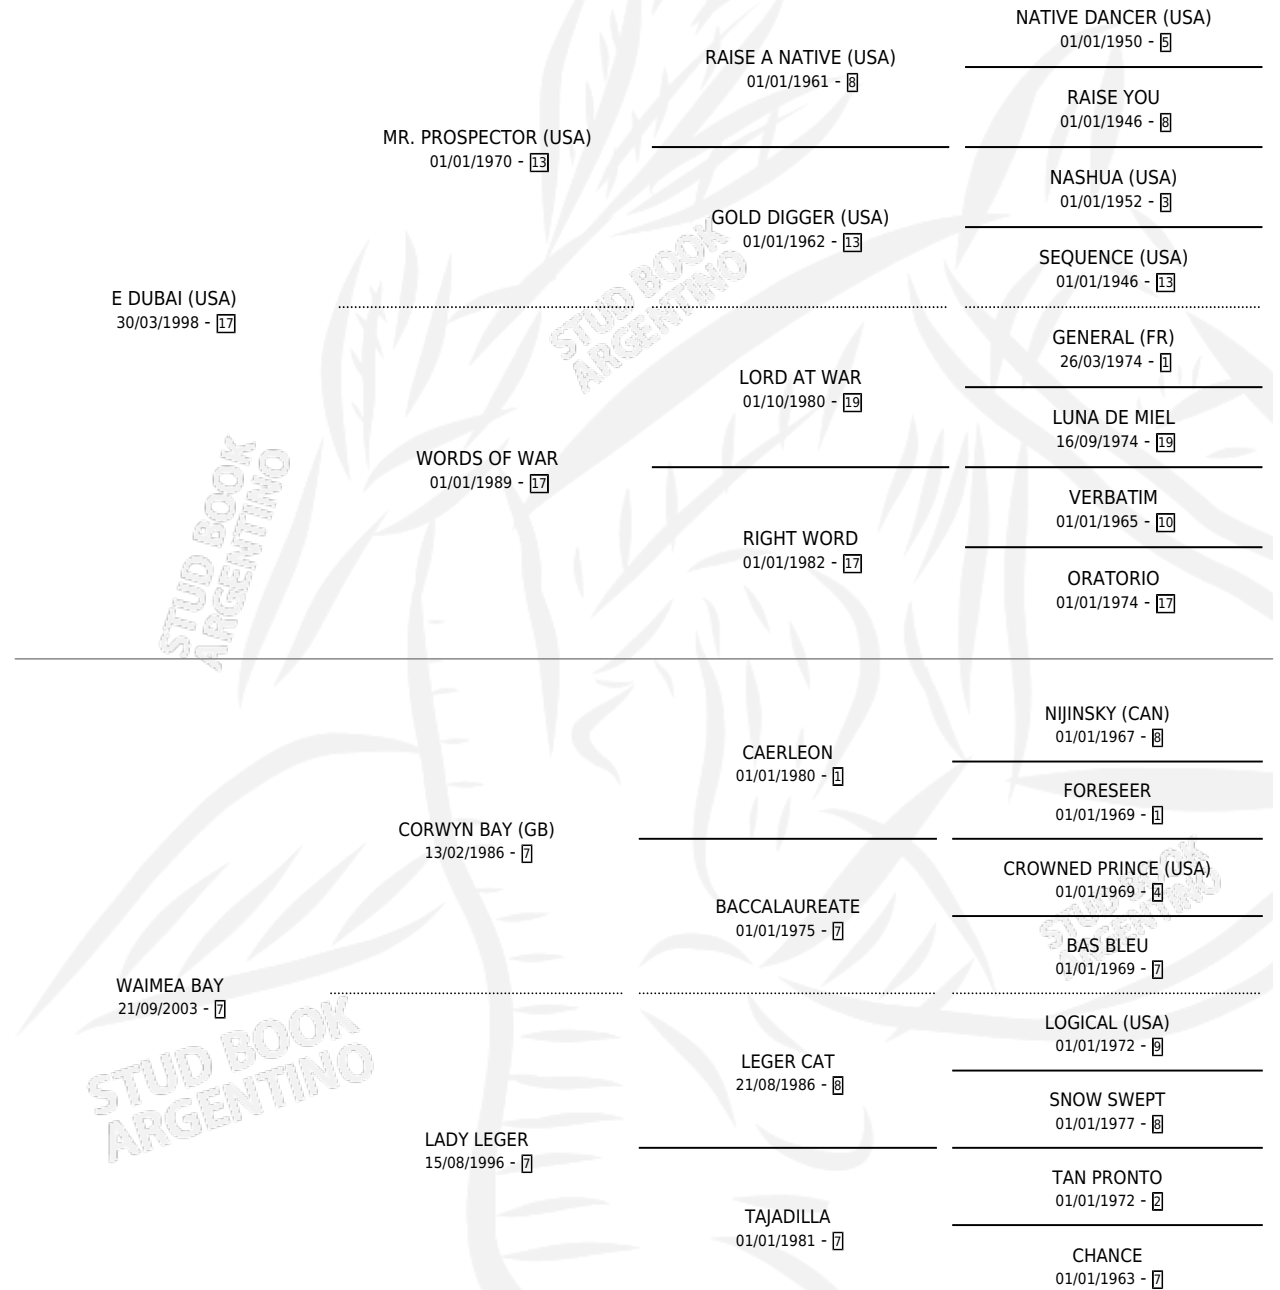 NATIVE DANCER (USA)
01/01/1950 - 5
RAISE A NATIVE (USA)
01/01/1961 - 8
RAISE YOU
01/01/1946 - 8
MR. PROSPECTOR (USA)
01/01/1970 - 13
NASHUA (USA)
01/01/1952 - 3
GOLD DIGGER (USA)
01/01/1962 - 13
SEQUENCE (USA)
01/01/1946 - 13
E DUBAI (USA)
30/03/1998 - 17
STUD BOOK
ARGENTINO
GENERAL (FR)
26/03/1974 - 1
LORD AT WAR
01/10/1980 - 19
LUNA DE MIEL
16/09/1974 - 19
WORDS OF WAR
01/01/1989 - 17
VERBATIM
01/01/1965 - 10
RIGHT WORD
01/01/1982 - 17
ORATORIO
01/01/1974 - 17
STUD BOOK
ARGENTINO
NIJINSKY (CAN)
01/01/1967 - 8
CAERLEON
01/01/1980 - 1
FORESEER
01/01/1969 - 1
CORWYN BAY (GB)
13/02/1986 - 7
CROWNED PRINCE (USA)
01/01/1969 - 4
BACCALAUREATE
01/01/1975 - 7
STUD BOOK
ARGENTINO
BAS BLEU
01/01/1969 - 7
WAIMEA BAY
21/09/2003 - 7
STUD BOOK
ARGENTINO
LOGICAL (USA)
01/01/1972 - 9
LEGER CAT
21/08/1986 - 8
SNOW SWEPT
01/01/1977 - 8
LADY LEGER
15/08/1996 - 7
TAN PRONTO
01/01/1972 - 2
TAJADILLA
01/01/1981 - 7
CHANCE
01/01/1963 - 7